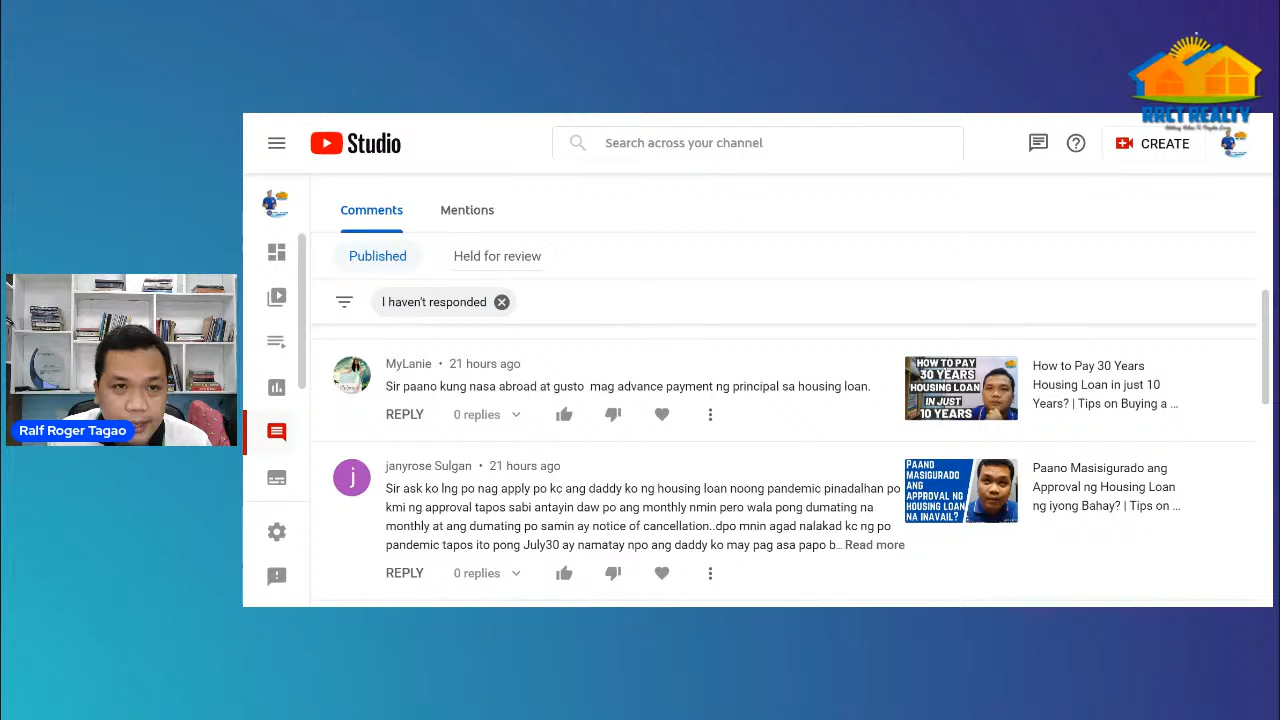 RRCT REALTY
Studio
Search across your channel
CREATE
Comments
Mentions
Published
Held for review
I haven't responded
MyLanie • 21 hours ago
Sir paano kung nasa abroad at gusto mag advance payment ng principal sa housing loan.
REPLY
0 replies
HOW TO PAY
30 YEARS
HOUSING LOAN
IN JUST
10 YEARS
How to Pay 30 Years
Housing Loan in just 10
Years? | Tips on Buying a ...
j
janyrose Sulgan • 21 hours ago
Sir ask ko lng po nag apply po kc ang daddy ko ng housing loan noong pandemic pinadalhan po
kmi ng approval tapos sabi antayin daw po ang monthly nmin pero wala pong dumating na
monthly at ang dumating po samin ay notice of cancellation..dpo mnin agad nalakad kc ng po
pandemic tapos ito pong July30 ay namatay npo ang daddy ko may pag asa papo b... Read more
REPLY
0 replies
PAANO
MASIGURADO
ANG
APPROVAL NG
HOUSING LOAN
NA INAVAIL?
Paano Masisigurado ang
Approval ng Housing Loan
ng iyong Bahay? | Tips on ...
Ralf Roger Tagao